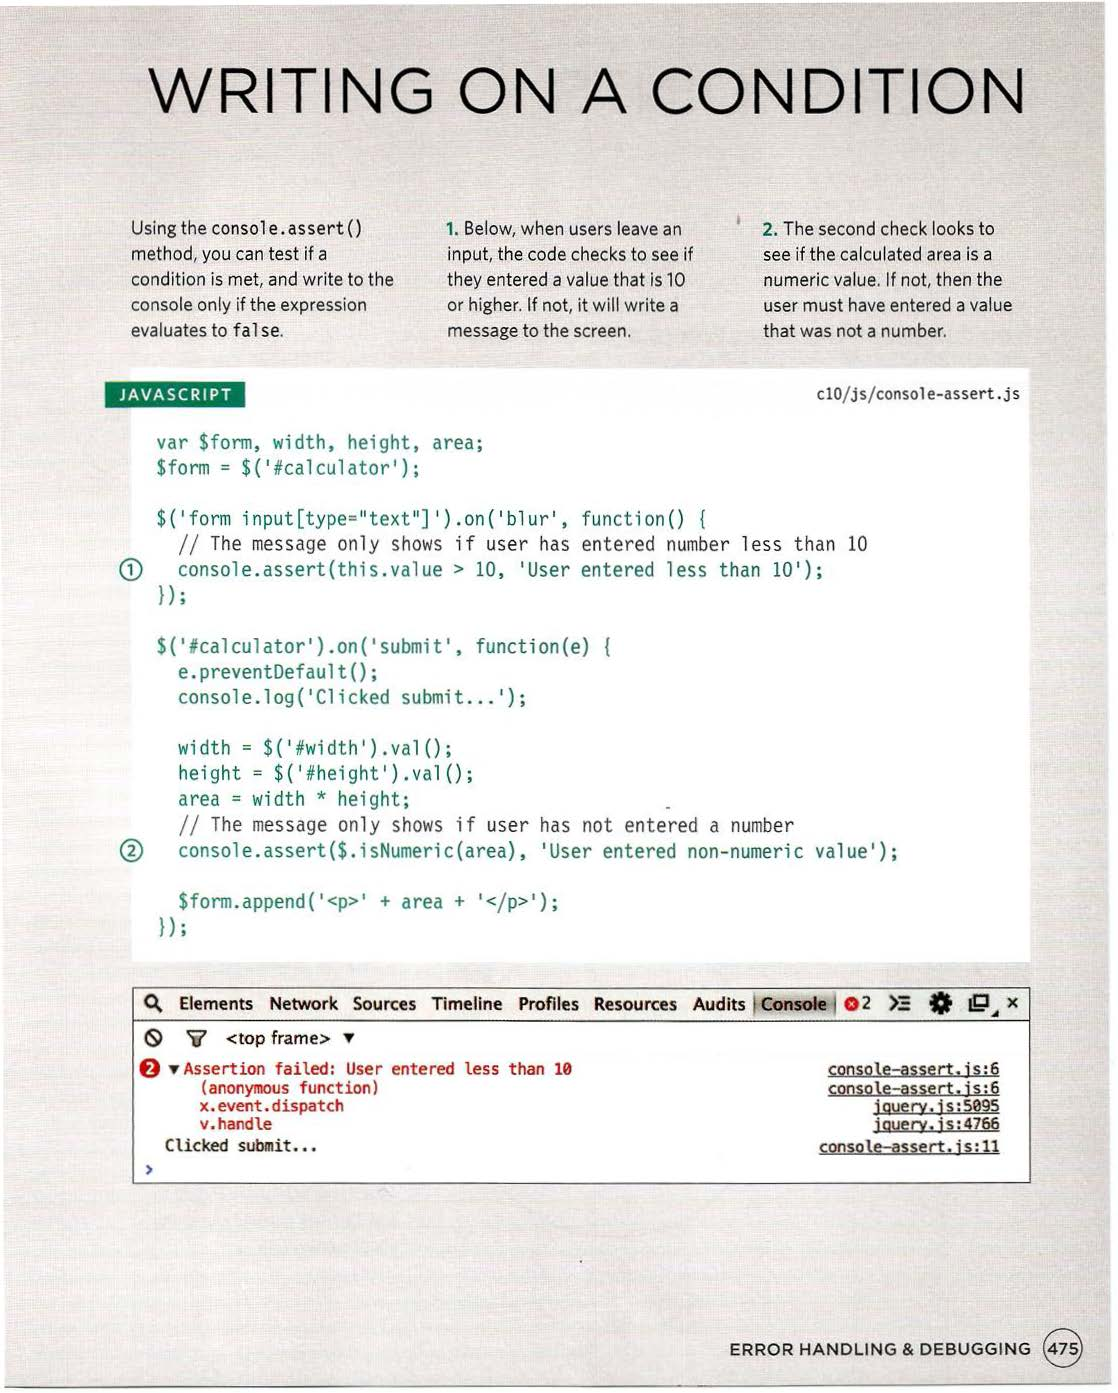 WRITING ON A CONDITION
Using the console.assert()
method, you can test if a
condition is met, and write to the
console only if the expression
evaluates to false.
1. Below, when users leave an
input, the code checks to see if
they entered a value that is 10
or higher. If not, it will write a
message to the screen.
2. The second check looks to
see if the calculated area is a
numeric value. If not, then the
user must have entered a value
that was not a number.
JAVASCRIPT
c10/js/console-assert.js
var $form, width, height, area;
$form = $('#calculator');
$('form input[type="text"]').on('blur', function() {
// The message only shows if user has entered number less than 10
1 console.assert(this.value > 10, 'User entered less than 10');
});
$('#calculator').on('submit', function(e) {
e.preventDefault();
console.log('Clicked submit...');
width = $('#width').val();
height = $('#height').val();
area = width * height;
// The message only shows if user has not entered a number
2 console.assert($.isNumeric(area), 'User entered non-numeric value');
$form.append('<p>' + area + '</p>');
});
Elements Network Sources Timeline Profiles Resources Audits Console 2
<top frame> ▼
2 ▼ Assertion failed: User entered less than 10 console-assert.js:6
(anonymous function) console-assert.js:6
x.event.dispatch jquery.js:5095
v.handle jquery.js:4766
Clicked submit... console-assert.js:11
>
ERROR HANDLING & DEBUGGING 475